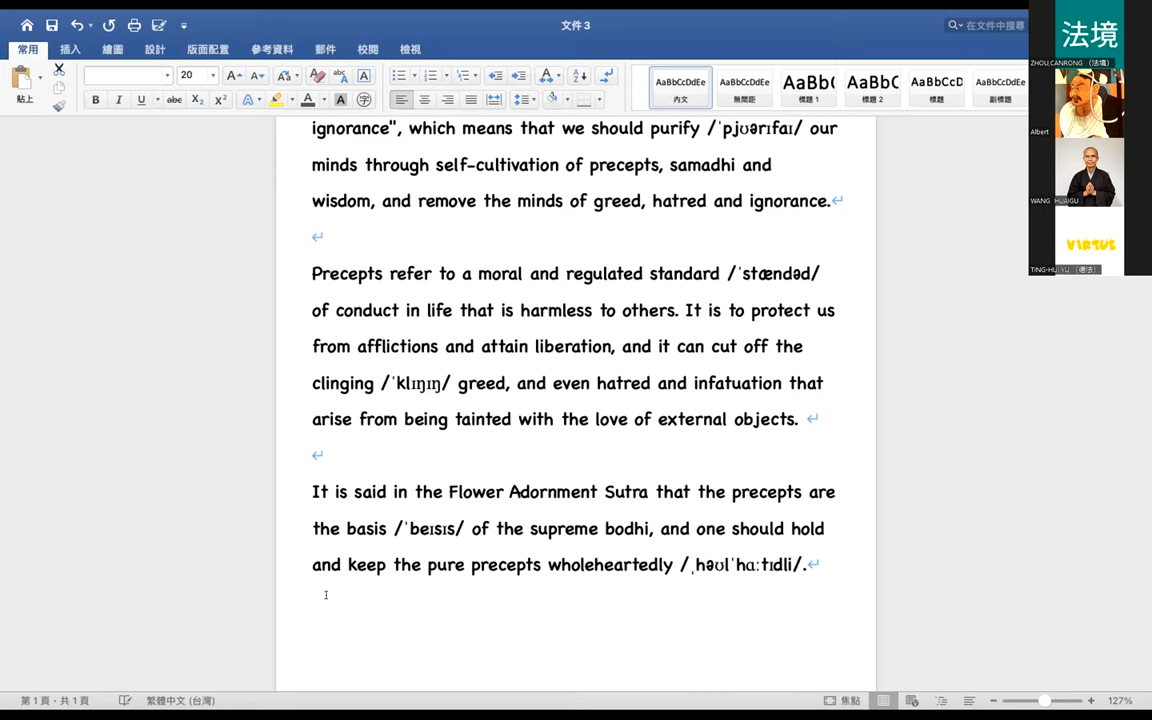 文件3
在文件中搜尋
常用 插入 繪圖 設計 版面配置 參考資料 郵件 校閱 檢視
貼上
20
AaBbCcDdEe AaBbCcDdEe AaBbC AaBbC AaBbCcD AaBbCcDdEe
內文 無間距 標題 1 標題 2 標題 副標題
法境
ZHOU,CANRONG （法境）
Albert
WANG HUAIGU
VIRTUE
TING-HUI YU （德法）
ignorance", which means that we should purify /ˈpjʊərɪfaɪ/ our
minds through self-cultivation of precepts, samadhi and
wisdom, and remove the minds of greed, hatred and ignorance.
Precepts refer to a moral and regulated standard /ˈstændəd/
of conduct in life that is harmless to others. It is to protect us
from afflictions and attain liberation, and it can cut off the
clinging /ˈklɪŋɪŋ/ greed, and even hatred and infatuation that
arise from being tainted with the love of external objects.
It is said in the Flower Adornment Sutra that the precepts are
the basis /ˈbeɪsɪs/ of the supreme bodhi, and one should hold
and keep the pure precepts wholeheartedly /ˌhəʊlˈhɑːtɪdli/.
第 1 頁，共 1 頁 繁體中文 (台灣) 焦點 127%